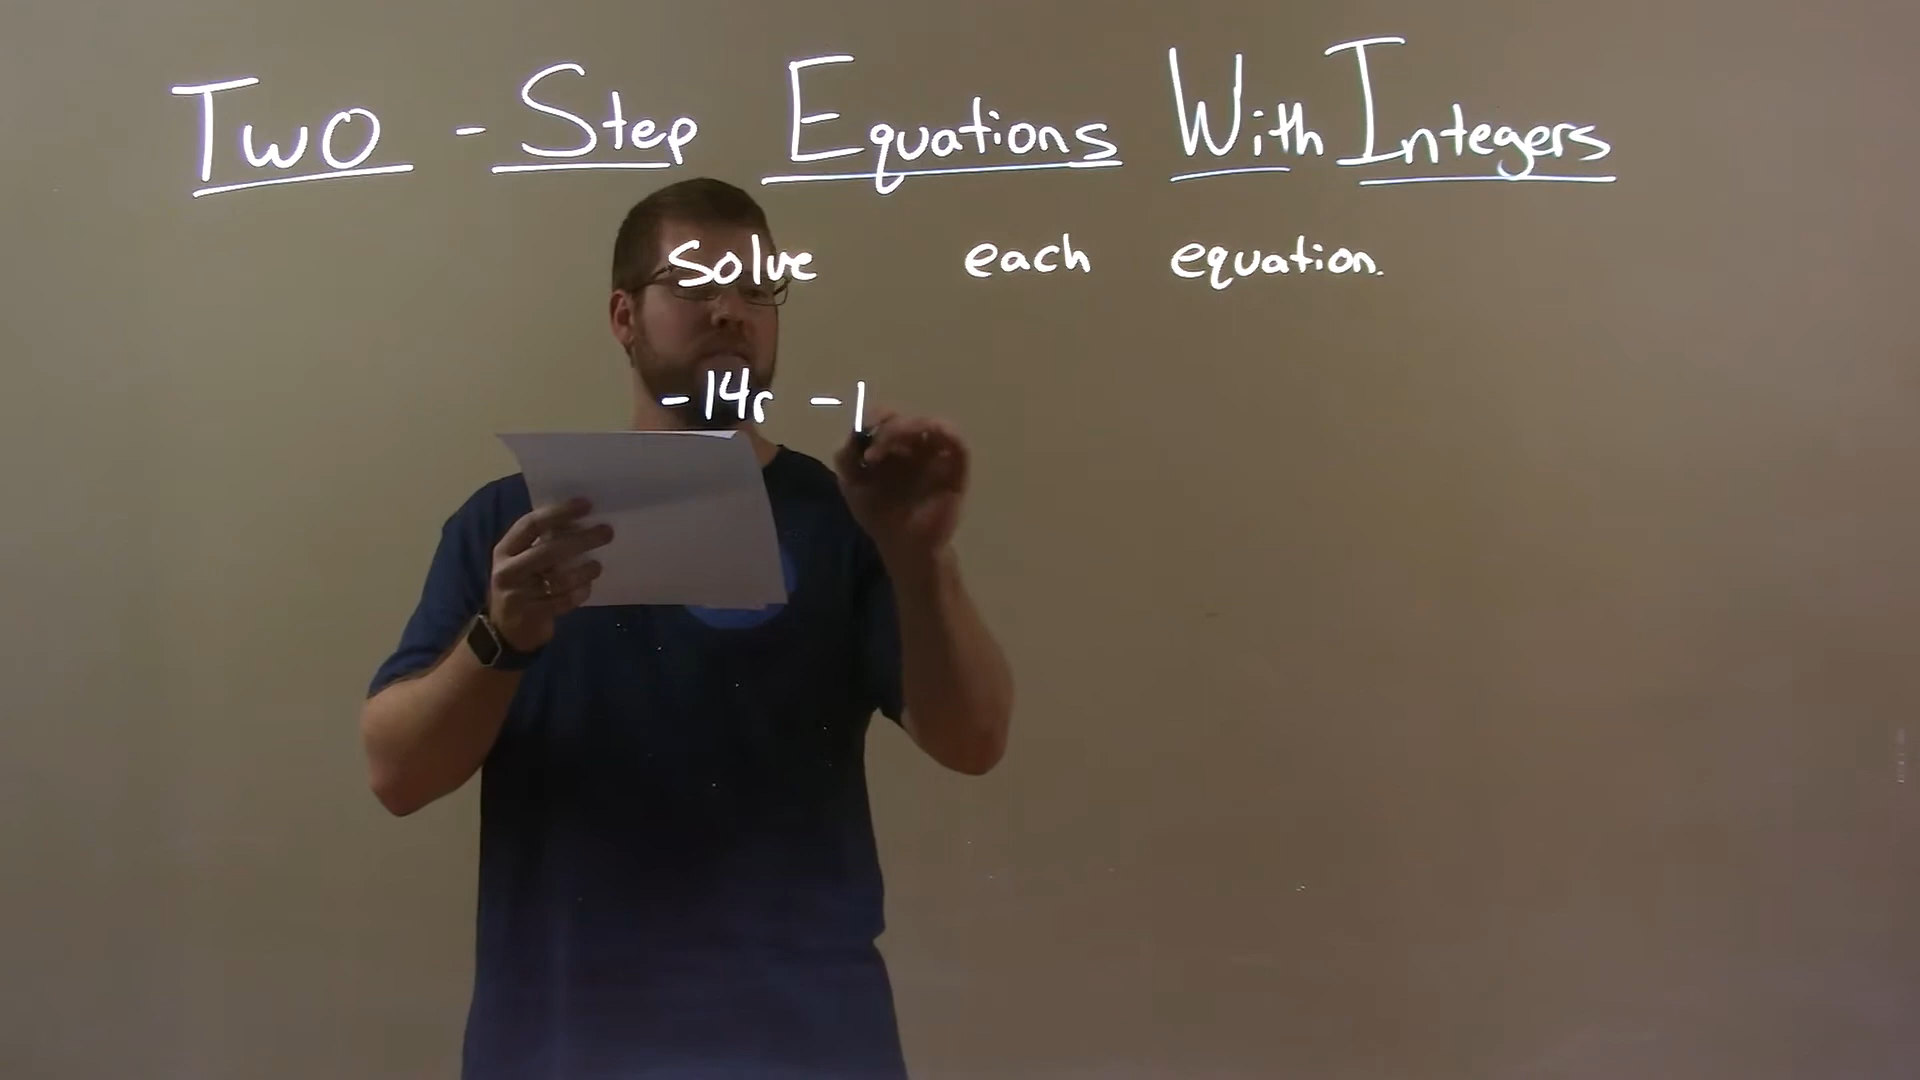 Two - Step Equations With Integers
solve each equation.
-14r -1